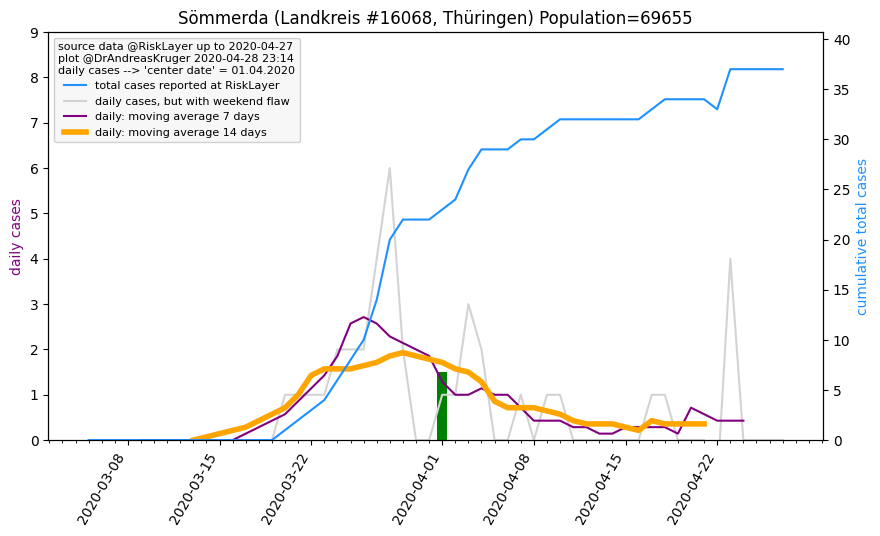 Sömmerda (Landkreis #16068, Thüringen) Population=69655
source data @RiskLayer up to 2020-04-27
plot @DrAndreasKruger 2020-04-28 23:14
daily cases --> 'center date' = 01.04.2020
total cases reported at RiskLayer
daily cases, but with weekend flaw
daily: moving average 7 days
daily: moving average 14 days
daily cases
9
8
7
6
5
4
3
2
1
0
40
35
30
25
20
15
10
5
0
cumulative total cases
2020-03-08
2020-03-15
2020-03-22
2020-04-01
2020-04-08
2020-04-15
2020-04-22